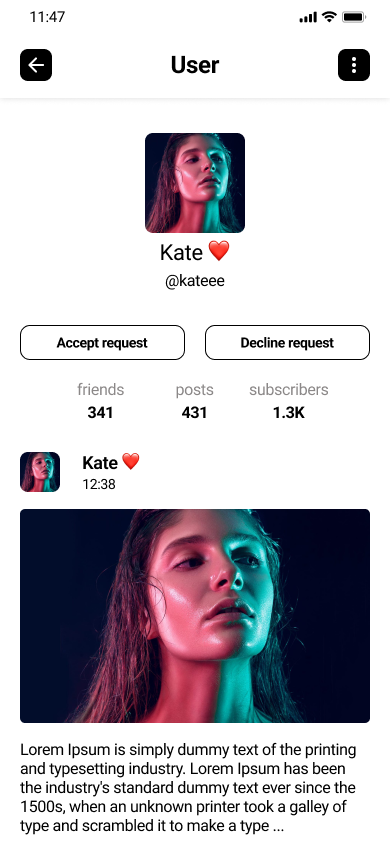 11:47
User
Kate ❤️
@kateee
Accept request
Decline request
friends
posts
subscribers
341
431
1.3K
Kate ❤️
12:38
Lorem Ipsum is simply dummy text of the printing
and typesetting industry. Lorem Ipsum has been
the industry's standard dummy text ever since the
1500s, when an unknown printer took a galley of
type and scrambled it to make a type ...